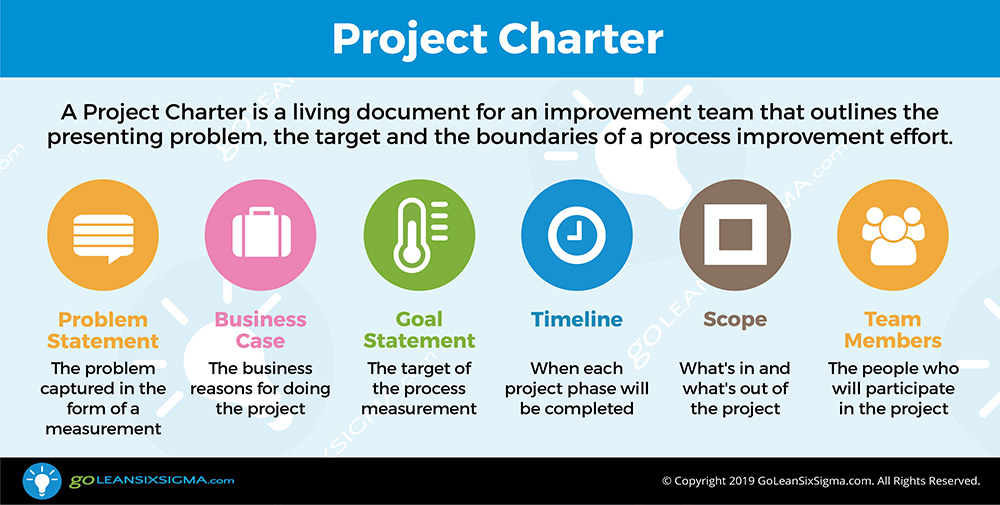 Project Charter
A Project Charter is a living document for an improvement team that outlines the
presenting problem, the target and the boundaries of a process improvement effort.
Problem
Statement
The problem
captured in the
form of a
measurement
Business
Case
The business
reasons for doing
the project
Goal
Statement
The target of
the process
measurement
Timeline
When each
project phase will
be completed
Scope
What's in and
what's out of
the project
Team
Members
The people who
will participate
in the project
goLEANSIXSIGMA.com
© Copyright 2019 GoLeanSixSigma.com. All Rights Reserved.